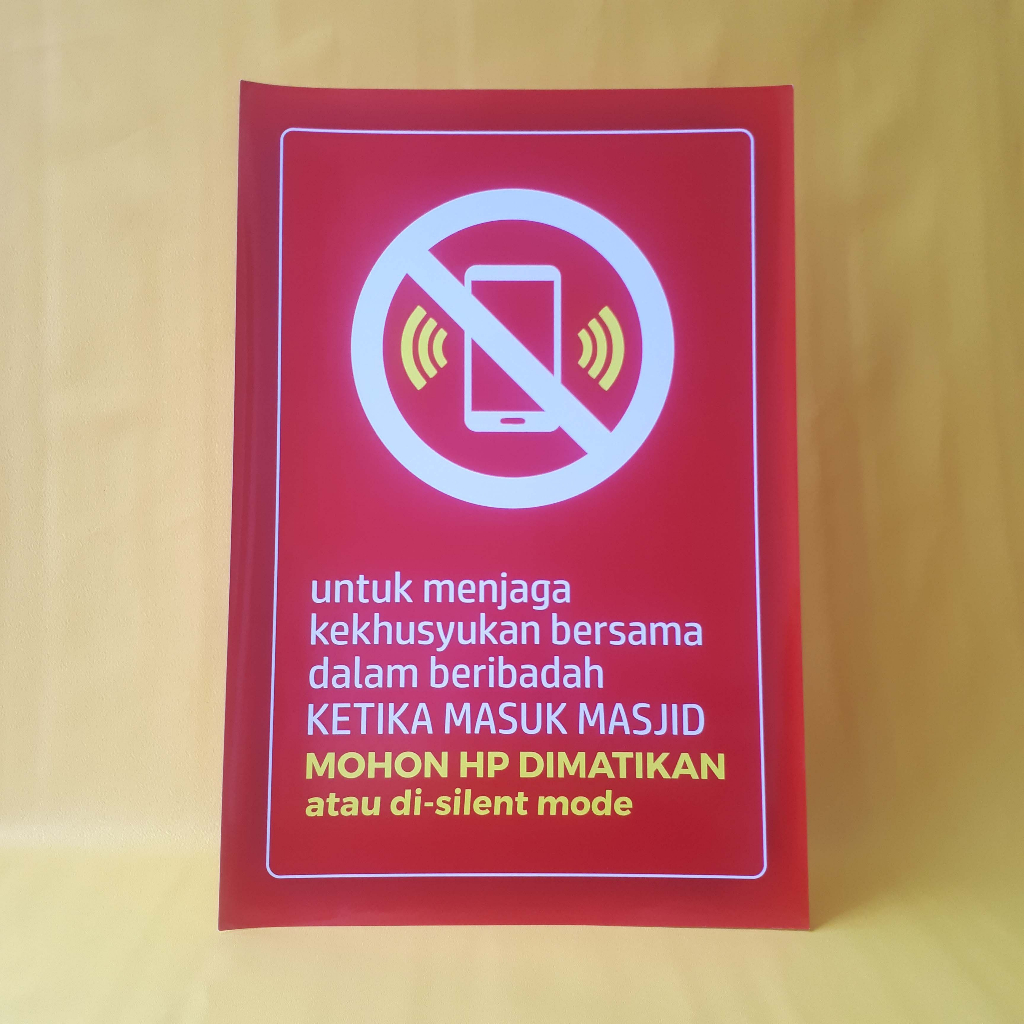 untuk menjaga
kekhusyukan bersama
dalam beribadah
KETIKA MASUK MASJID
MOHON HP DIMATIKAN
atau di-silent mode